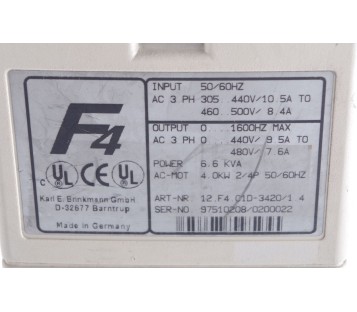 F4
INPUT 50/60HZ
AC 3 PH 305 440V/10.5A TO
460 500V/ 8.4A
OUTPUT 0 1600HZ MAX
AC 3 PH 0 440V/ 9.5A TO
480V/ 7.6A
POWER 6.6 kVA
AC-MOT 4.0KW 2/4P 50/60HZ
ART-NR 12.F4.C1D-3420/1.4
SER-NO 97510208/0200022
C UL CE UL
Karl E. Brinkmann GmbH
D-32677 Barntrup
Made in Germany